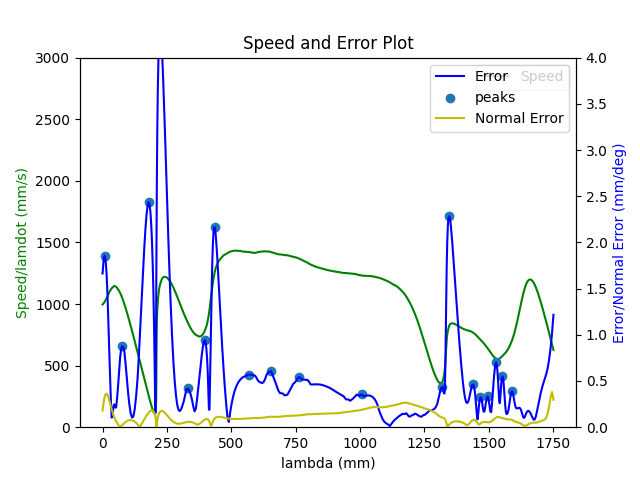 Speed and Error Plot
3000
2500
2000
1500
1000
500
0
Speed/lamdot (mm/s)
4.0
3.5
3.0
2.5
2.0
1.5
1.0
0.5
0.0
Error/Normal Error (mm/deg)
Error
Speed
peaks
Normal Error
0 250 500 750 1000 1250 1500 1750
lambda (mm)